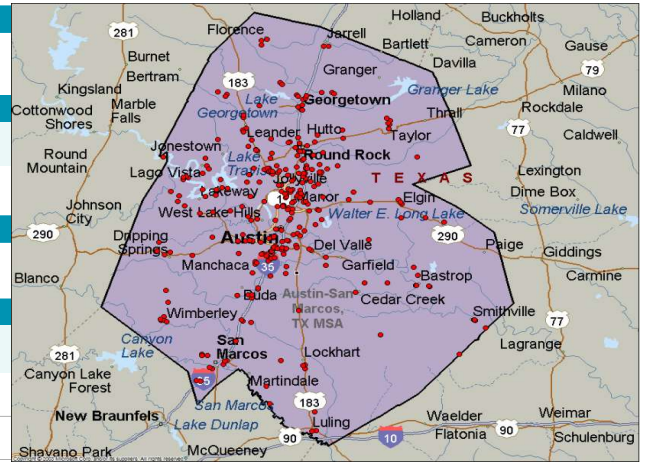 Holland
Buckholts
281
Florence
Jarrell
Cameron
Bartlett
Gause
Burnet
Davilla
Bertram
Granger
183
79
Kingsland
Lake
Georgetown
Georgetown
Granger Lake
Milano
Cottonwood
Shores
Marble
Falls
Rockdale
Thrall
Leander
Hutto
Taylor
77
Caldwell
Jonestown
Round
Mountain
Lake
Travis
Round Rock
Lexington
Lago Vista
Jollyville
TEXAS
Dime Box
Lakeway
1
Manor
Elgin
Johnson
City
West Lake Hills
Walter E. Long Lake
Somerville Lake
290
Dripping
Springs
Austin
Del Valle
290
Paige
Giddings
Manchaca
35
Garfield
Blanco
Bastrop
Carmine
Buda
Austin-San
Marcos,
TX MSA
Cedar Creek
Wimberley
Smithville
77
Canyon
Lake
San
Marcos
Lagrange
281
Lockhart
Canyon Lake
Forest
35
Martindale
San Marcos
183
New Braunfels
Lake Dunlap
Luling
Waelder
Weimar
90
10
Flatonia
90
Schulenburg
McQueeney
Shavano Park